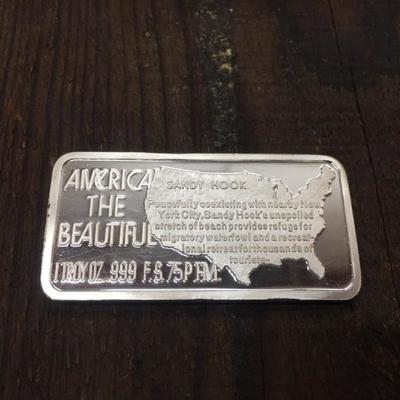 AMERICA
THE
BEAUTIFUL
1 TROY OZ .999 F.S. 75 P T.M.
SANDY HOOK
Peacefully coexisting with nearby New
York City, Sandy Hook's unspoiled
stretch of beach provides refuge for
migratory waterfowl and a recreat-
ional retreat for thousands of
tourists.